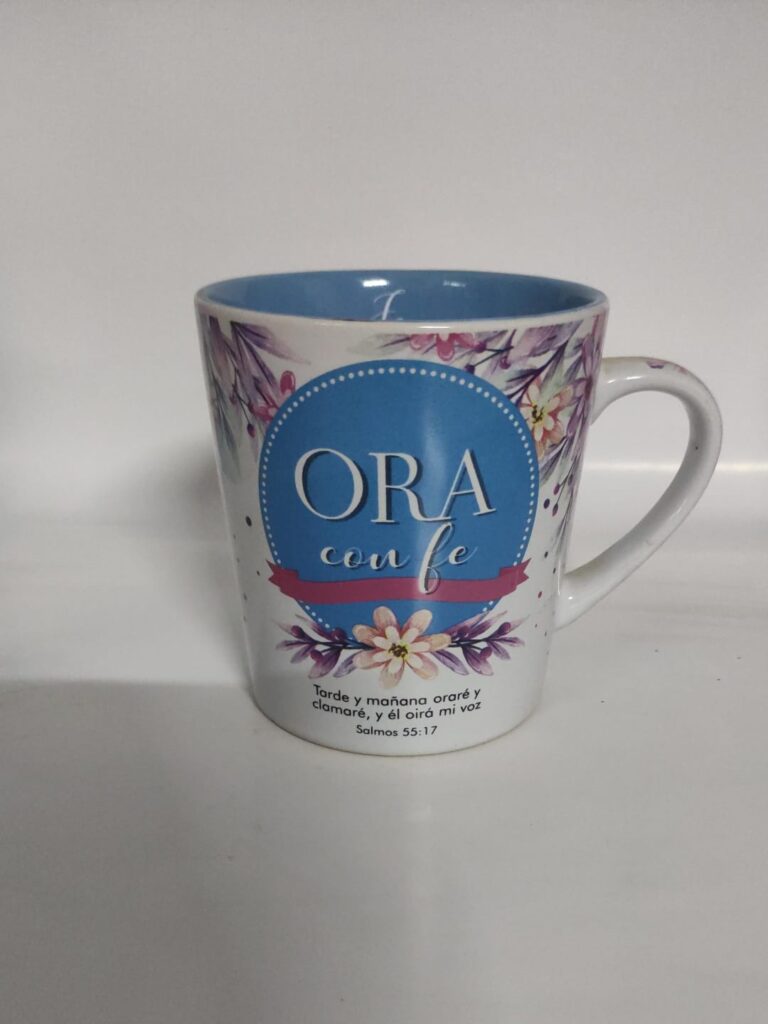 ORA
con fe
Tarde y mañana oraré y
clamaré, y él oirá mi voz
Salmos 55:17